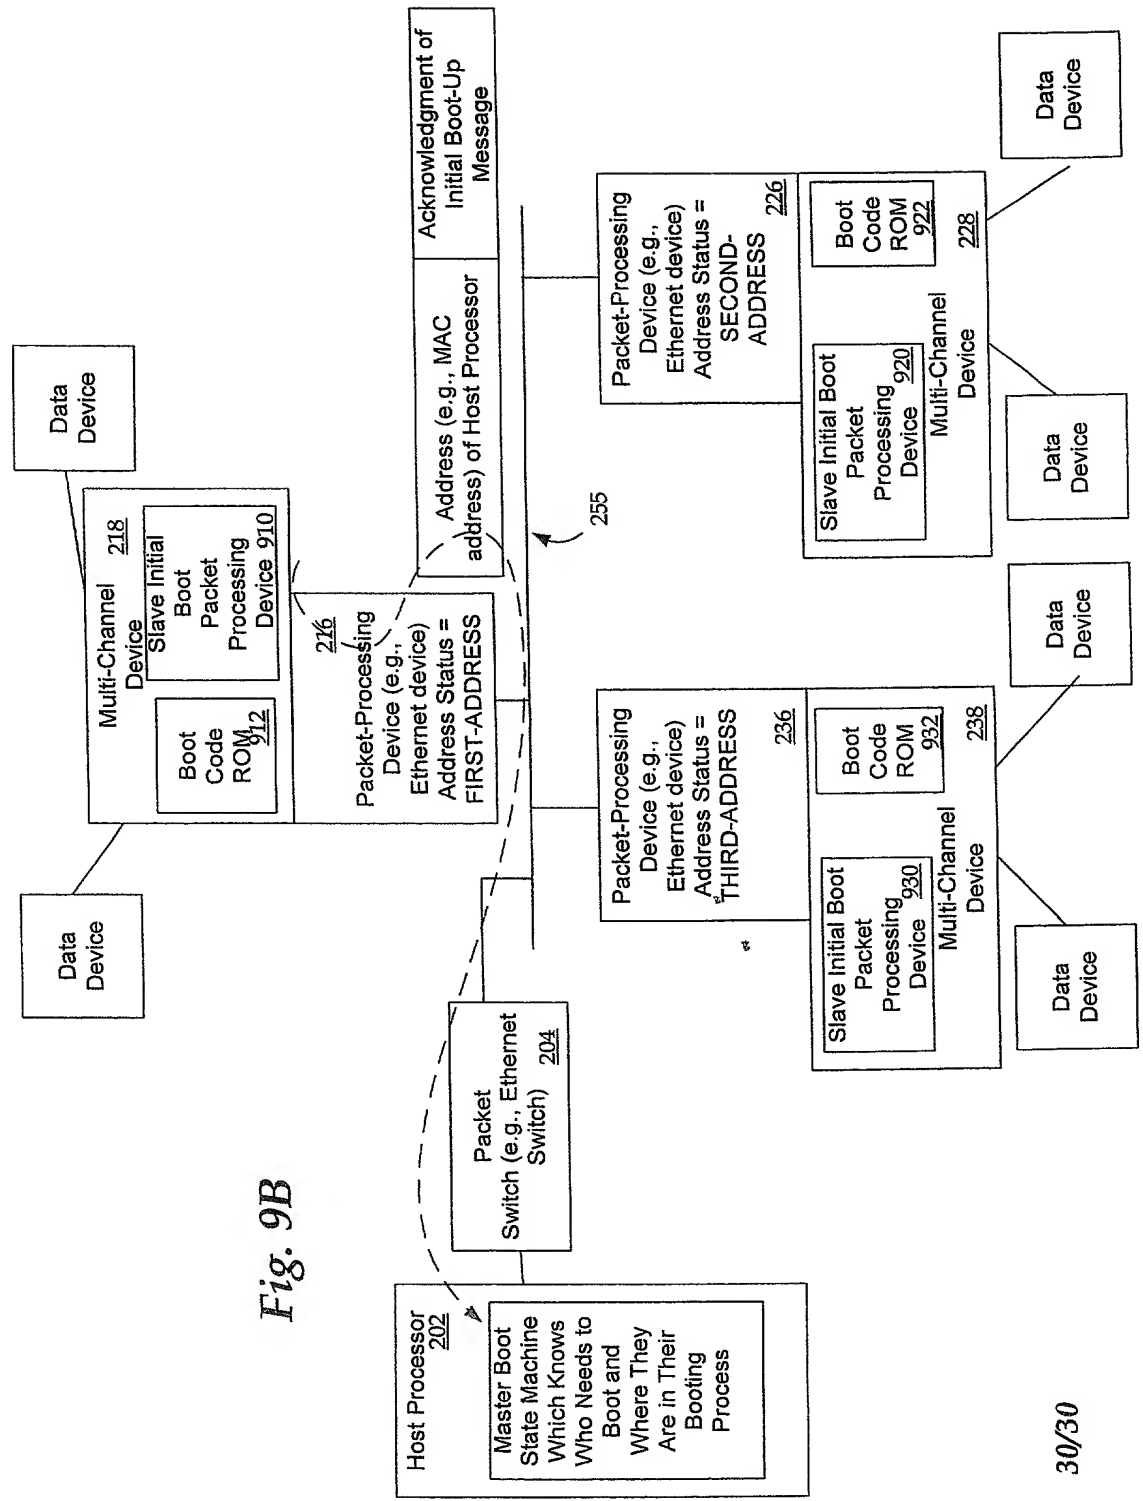 Fig. 9B
Host Processor
202
Master Boot
State Machine
Which Knows
Who Needs to
Boot and
Where They
Are in Their
Booting
Process
Packet
Switch (e.g., Ethernet
Switch)
204
Data
Device
Data
Device
Multi-Channel
Device
218
Boot
Code
ROM
912
Slave Initial
Boot
Packet
Processing
Device 910
216
Packet-Processing
Device (e.g.,
Ethernet device)
Address Status =
FIRST-ADDRESS
Address (e.g., MAC
address) of Host Processor
Acknowledgment of
Initial Boot-Up
Message
255
Packet-Processing
Device (e.g.,
Ethernet device)
Address Status =
THIRD-ADDRESS
236
Slave Initial Boot
Packet
Processing
Device
930
Boot
Code
ROM
932
Multi-Channel
Device
238
Data
Device
Data
Device
Packet-Processing
Device (e.g.,
Ethernet device)
Address Status =
SECOND-
ADDRESS
226
Slave Initial Boot
Packet
Processing
Device
920
Boot
Code
ROM
922
Multi-Channel
Device
228
Data
Device
Data
Device
30/30